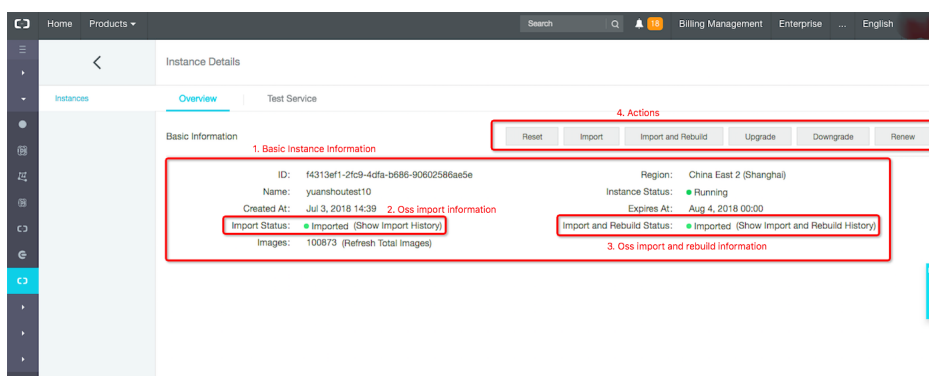 Home Products Search 18 Billing Management Enterprise ... English
Instance Details
Instances
Overview Test Service
4. Actions
Basic Information
Reset Import Import and Rebuild Upgrade Downgrade Renew
1. Basic Instance Information
ID: f4313ef1-2fc9-4dfa-b686-90602586ae5e Region: China East 2 (Shanghai)
Name: yuanshoutest10 Instance Status: Running
Created At: Jul 3, 2018 14:39 2. Oss import information Expires At: Aug 4, 2018 00:00
Import Status: Imported (Show Import History) Import and Rebuild Status: Imported (Show Import and Rebuild History)
Images: 100873 (Refresh Total Images) 3. Oss import and rebuild information